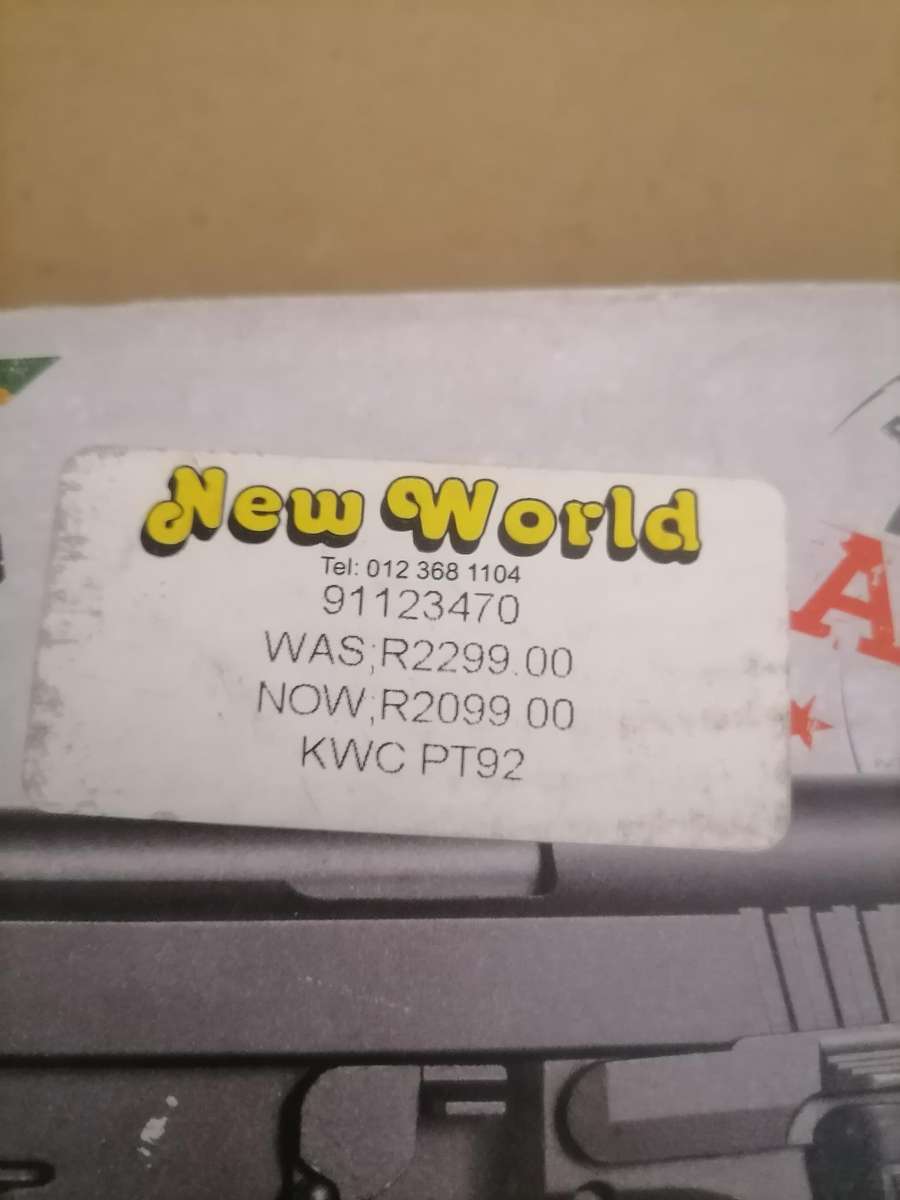 New World
Tel: 012 368 1104
91123470
WAS;R2299.00
NOW;R2099 00
KWC PT92
A